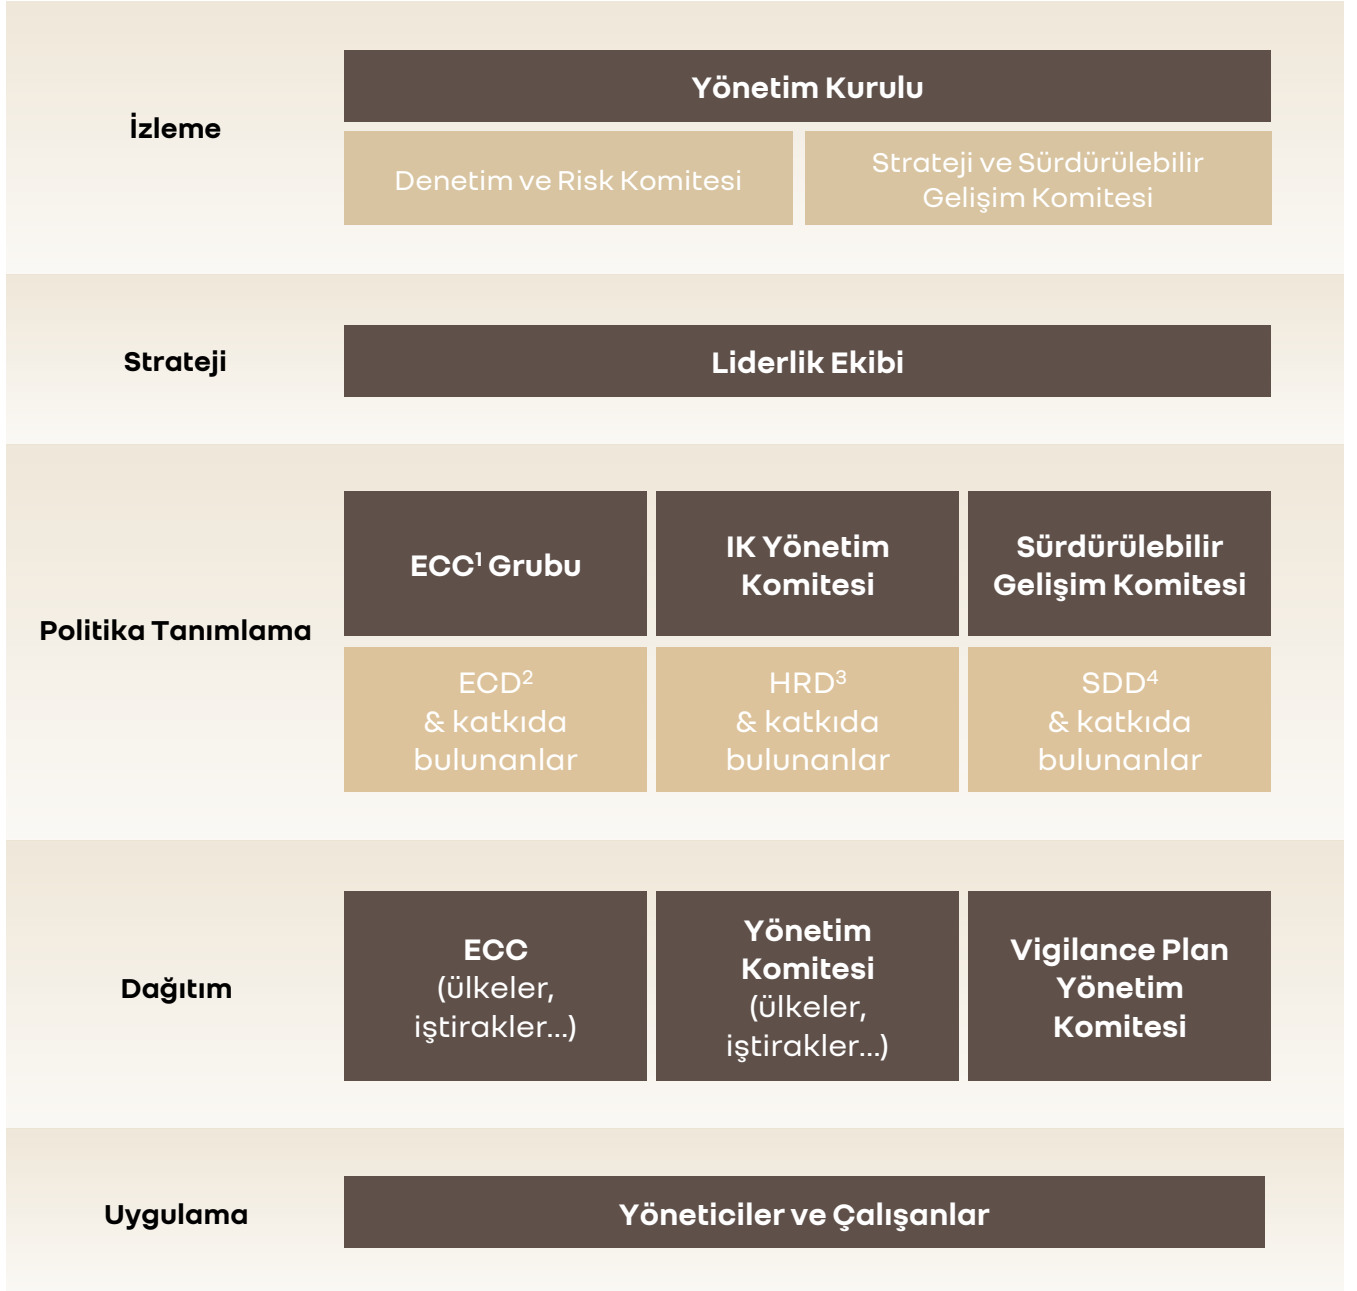 İzleme
Yönetim Kurulu
Denetim ve Risk Komitesi
Strateji ve Sürdürülebilir
Gelişim Komitesi
Strateji
Liderlik Ekibi
Politika Tanımlama
ECC¹ Grubu
IK Yönetim
Komitesi
Sürdürülebilir
Gelişim Komitesi
ECD²
& katkıda
bulunanlar
HRD³
& katkıda
bulunanlar
SDD⁴
& katkıda
bulunanlar
Dağıtım
ECC
(ülkeler,
iştirakler...)
Yönetim
Komitesi
(ülkeler,
iştirakler...)
Vigilance Plan
Yönetim
Komitesi
Uygulama
Yöneticiler ve Çalışanlar